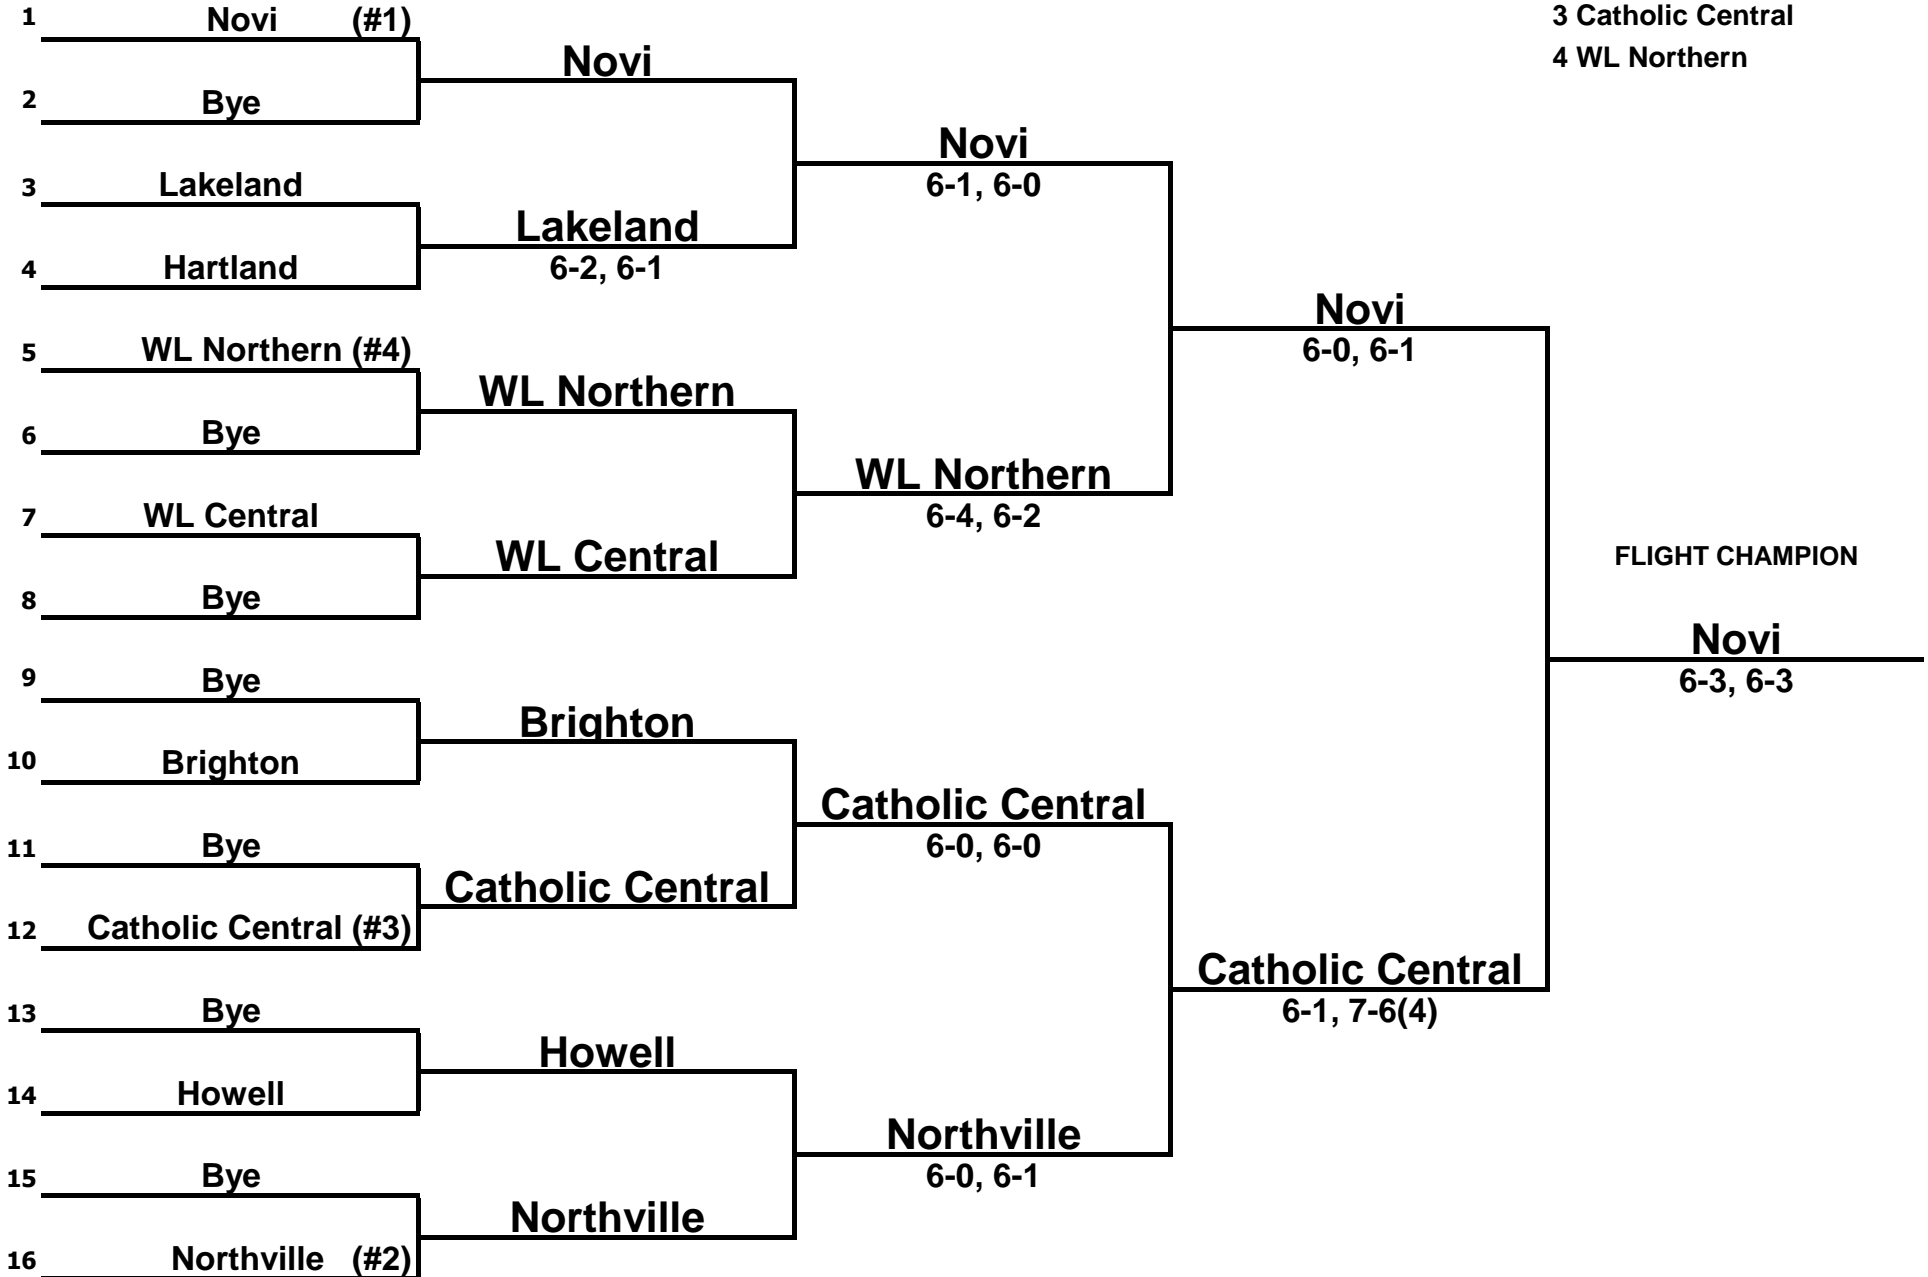 1 Novi (#1)
2 Bye
3 Lakeland
4 Hartland
5 WL Northern (#4)
6 Bye
7 WL Central
8 Bye
9 Bye
10 Brighton
11 Bye
12 Catholic Central (#3)
13 Bye
14 Howell
15 Bye
16 Northville (#2)
Novi
Lakeland
6-2, 6-1
WL Northern
WL Central
Brighton
Catholic Central
Howell
Northville
Novi
6-1, 6-0
WL Northern
6-4, 6-2
Catholic Central
6-0, 6-0
Northville
6-0, 6-1
Novi
6-0, 6-1
Catholic Central
6-1, 7-6(4)
3 Catholic Central
4 WL Northern
FLIGHT CHAMPION
Novi
6-3, 6-3